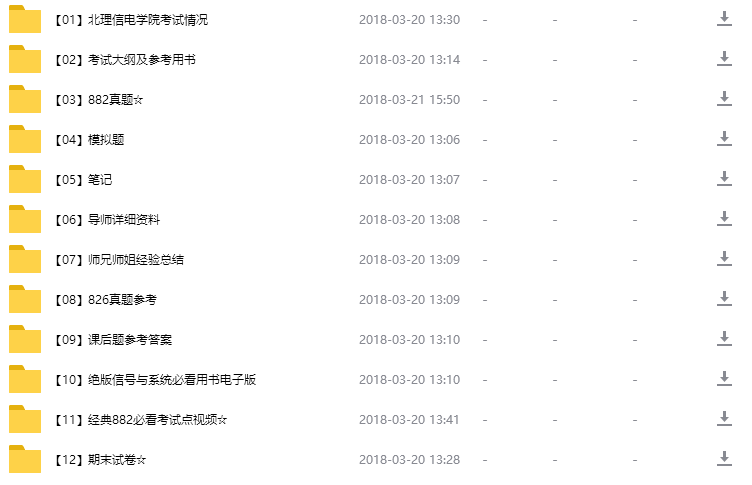 【01】北理信电学院考试情况 2018-03-20 13:30 - - -
【02】考试大纲及参考用书 2018-03-20 13:14 - - -
【03】882真题☆ 2018-03-21 15:50 - - -
【04】模拟题 2018-03-20 13:06 - - -
【05】笔记 2018-03-20 13:07 - - -
【06】导师详细资料 2018-03-20 13:08 - - -
【07】师兄师姐经验总结 2018-03-20 13:09 - - -
【08】826真题参考 2018-03-20 13:09 - - -
【09】课后题参考答案 2018-03-20 13:10 - - -
【10】绝版信号与系统必看用书电子版 2018-03-20 13:10 - - -
【11】经典882必看考试点视频☆ 2018-03-20 13:41 - - -
【12】期末试卷☆ 2018-03-20 13:28 - - -